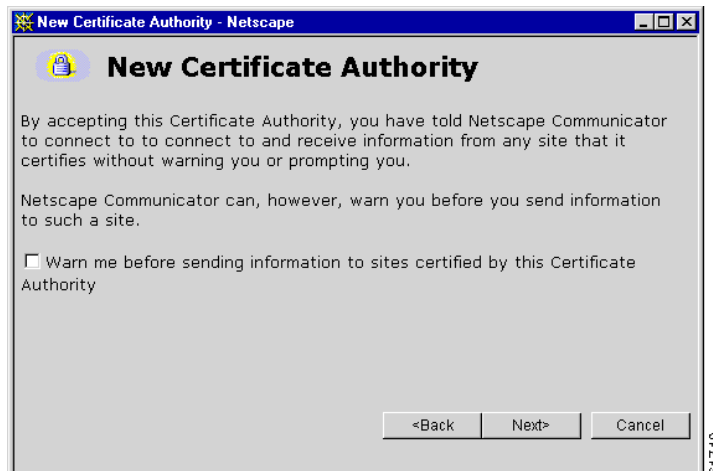 New Certificate Authority - Netscape
New Certificate Authority
By accepting this Certificate Authority, you have told Netscape Communicator
to connect to to connect to and receive information from any site that it
certifies without warning you or prompting you.
Netscape Communicator can, however, warn you before you send information
to such a site.
Warn me before sending information to sites certified by this Certificate
Authority
<Back
Next>
Cancel